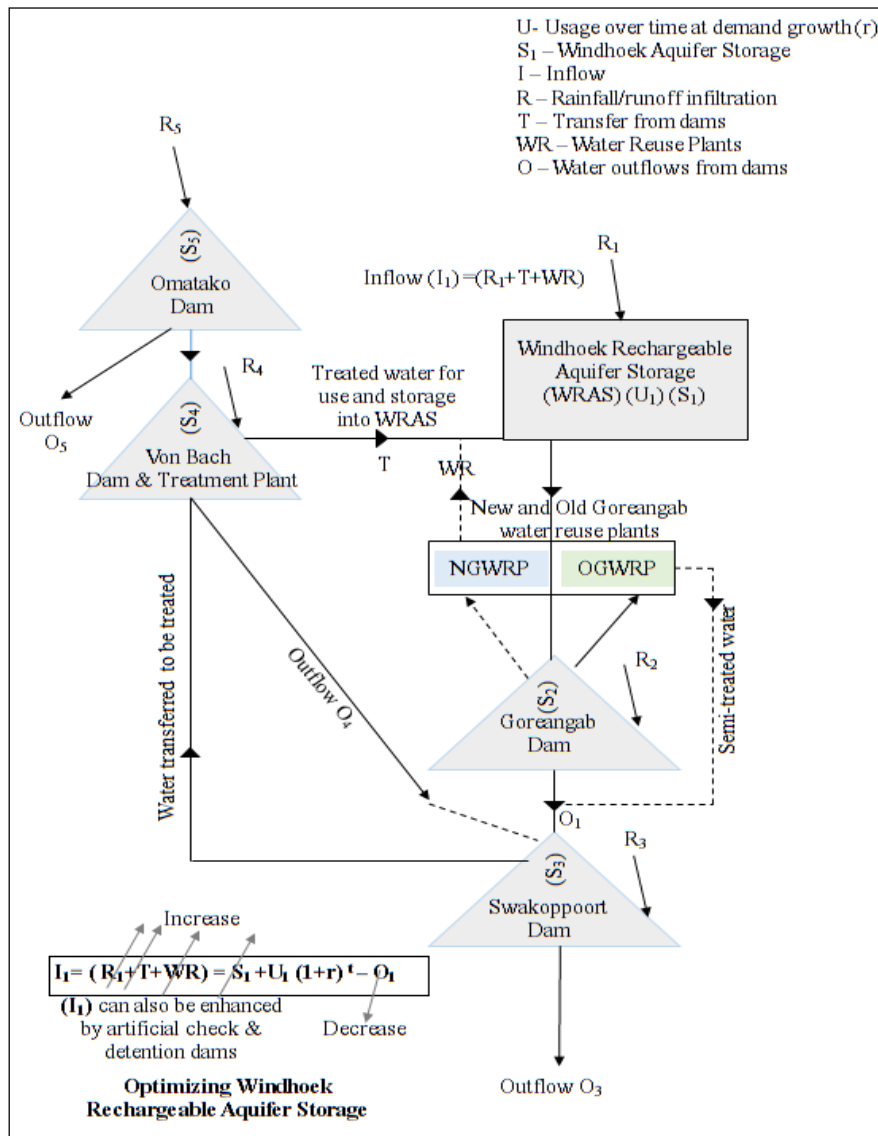 U- Usage over time at demand growth (r)
S₁ – Windhoek Aquifer Storage
I – Inflow
R – Rainfall/runoff infiltration
T – Transfer from dams
WR – Water Reuse Plants
O – Water outflows from dams
R₅
(S₅)
Omatako
Dam
Outflow
O₅
R₁
Inflow (I₁) =(R₁+T+WR)
Windhoek Rechargeable
Aquifer Storage
(WRAS) (U₁) (S₁)
R₄
Treated water for
use and storage
into WRAS
T
(S₄)
Von Bach
Dam & Treatment Plant
WR
New and Old Goreangab
water reuse plants
NGWRP
OGWRP
Semi-treated water
Water transferred to be treated
Outflow O₄
R₂
(S₂)
Goreangab
Dam
O₁
R₃
(S₃)
Swakoppoort
Dam
Outflow O₃
Increase
I₁= ( R₁+T+WR) = S₁ +U₁ (1+r) ᵗ – O₁
(I₁) can also be enhanced
by artificial check &
detention dams
Decrease
Optimizing Windhoek
Rechargeable Aquifer Storage